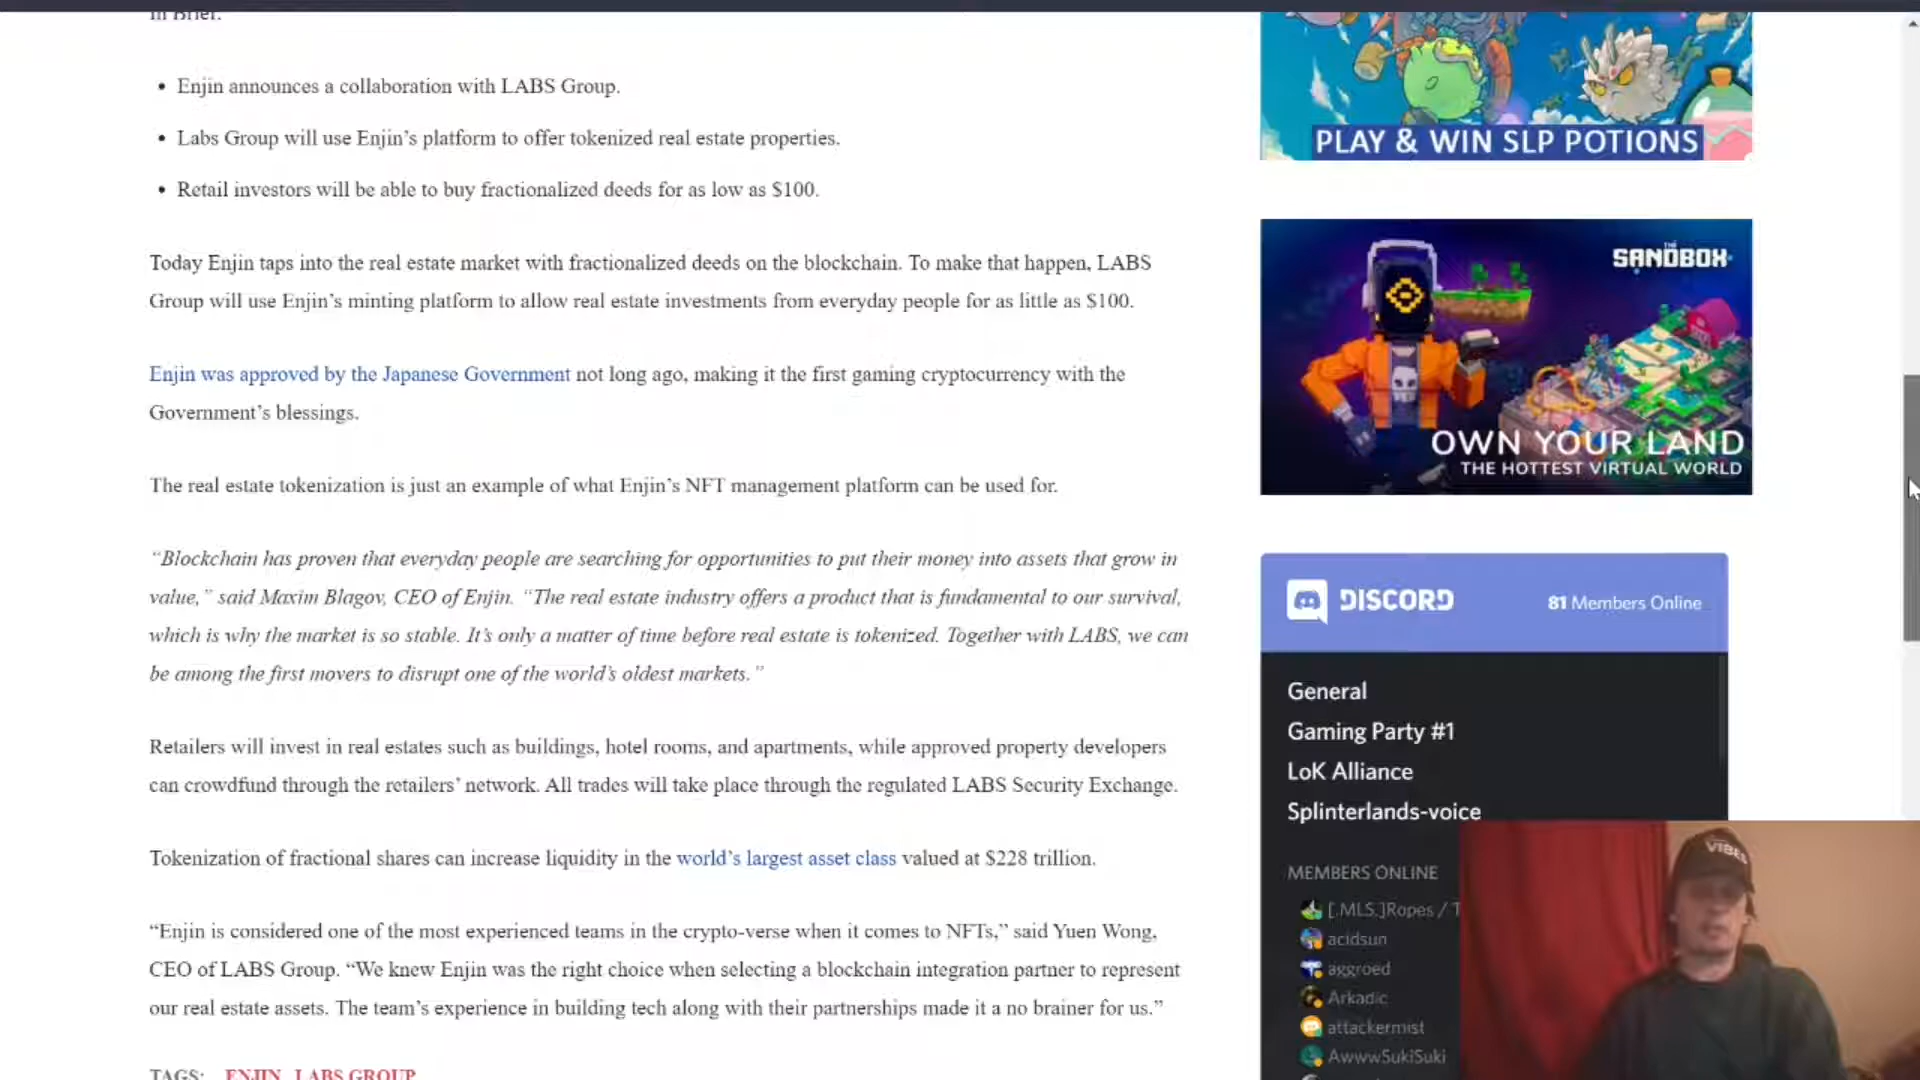 In Brief:
• Enjin announces a collaboration with LABS Group.
• Labs Group will use Enjin’s platform to offer tokenized real estate properties.
• Retail investors will be able to buy fractionalized deeds for as low as $100.
Today Enjin taps into the real estate market with fractionalized deeds on the blockchain. To make that happen, LABS
Group will use Enjin’s minting platform to allow real estate investments from everyday people for as little as $100.
Enjin was approved by the Japanese Government not long ago, making it the first gaming cryptocurrency with the
Government’s blessings.
The real estate tokenization is just an example of what Enjin’s NFT management platform can be used for.
“Blockchain has proven that everyday people are searching for opportunities to put their money into assets that grow in
value,” said Maxim Blagov, CEO of Enjin. “The real estate industry offers a product that is fundamental to our survival,
which is why the market is so stable. It’s only a matter of time before real estate is tokenized. Together with LABS, we can
be among the first movers to disrupt one of the world’s oldest markets.”
Retailers will invest in real estates such as buildings, hotel rooms, and apartments, while approved property developers
can crowdfund through the retailers’ network. All trades will take place through the regulated LABS Security Exchange.
Tokenization of fractional shares can increase liquidity in the world’s largest asset class valued at $228 trillion.
“Enjin is considered one of the most experienced teams in the crypto-verse when it comes to NFTs,” said Yuen Wong,
CEO of LABS Group. “We knew Enjin was the right choice when selecting a blockchain integration partner to represent
our real estate assets. The team’s experience in building tech along with their partnerships made it a no brainer for us.”
TAGS: ENJIN, LABS GROUP
PLAY & WIN SLP POTIONS
THE
SANDBOX
OWN YOUR LAND
THE HOTTEST VIRTUAL WORLD
DISCORD 81 Members Online
General
Gaming Party #1
LoK Alliance
Splinterlands-voice
MEMBERS ONLINE
[.MLS.]Ropes / T
acidsun
aggroed
Arkadic
attackermist
AwwwSukiSuki
VIBES